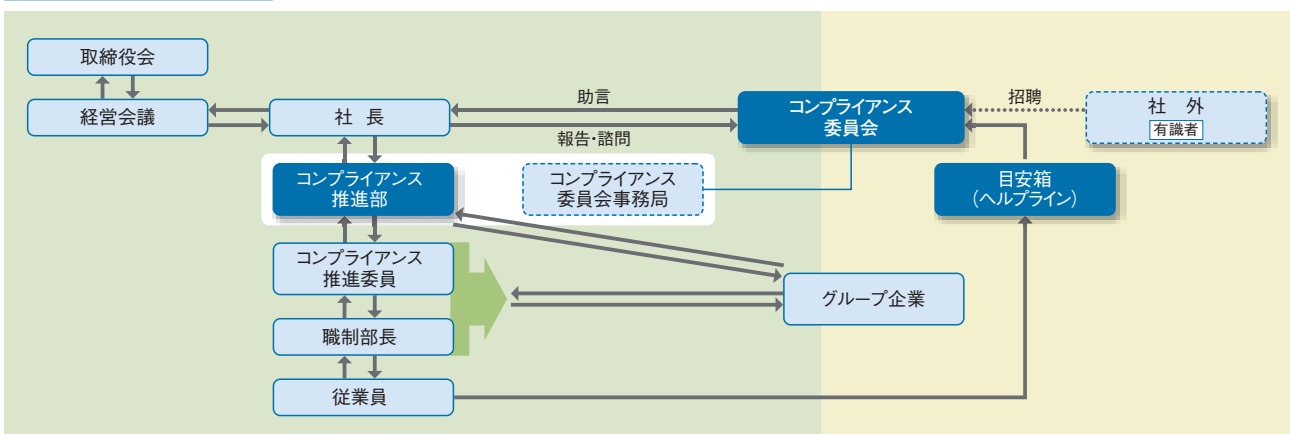 取締役会
経営会議
社 長
助言
報告・諮問
コンプライアンス
委員会
招聘
社 外
有識者
コンプライアンス
推進部
コンプライアンス
委員会事務局
目安箱
（ヘルプライン）
コンプライアンス
推進委員
グループ企業
職制部長
従業員